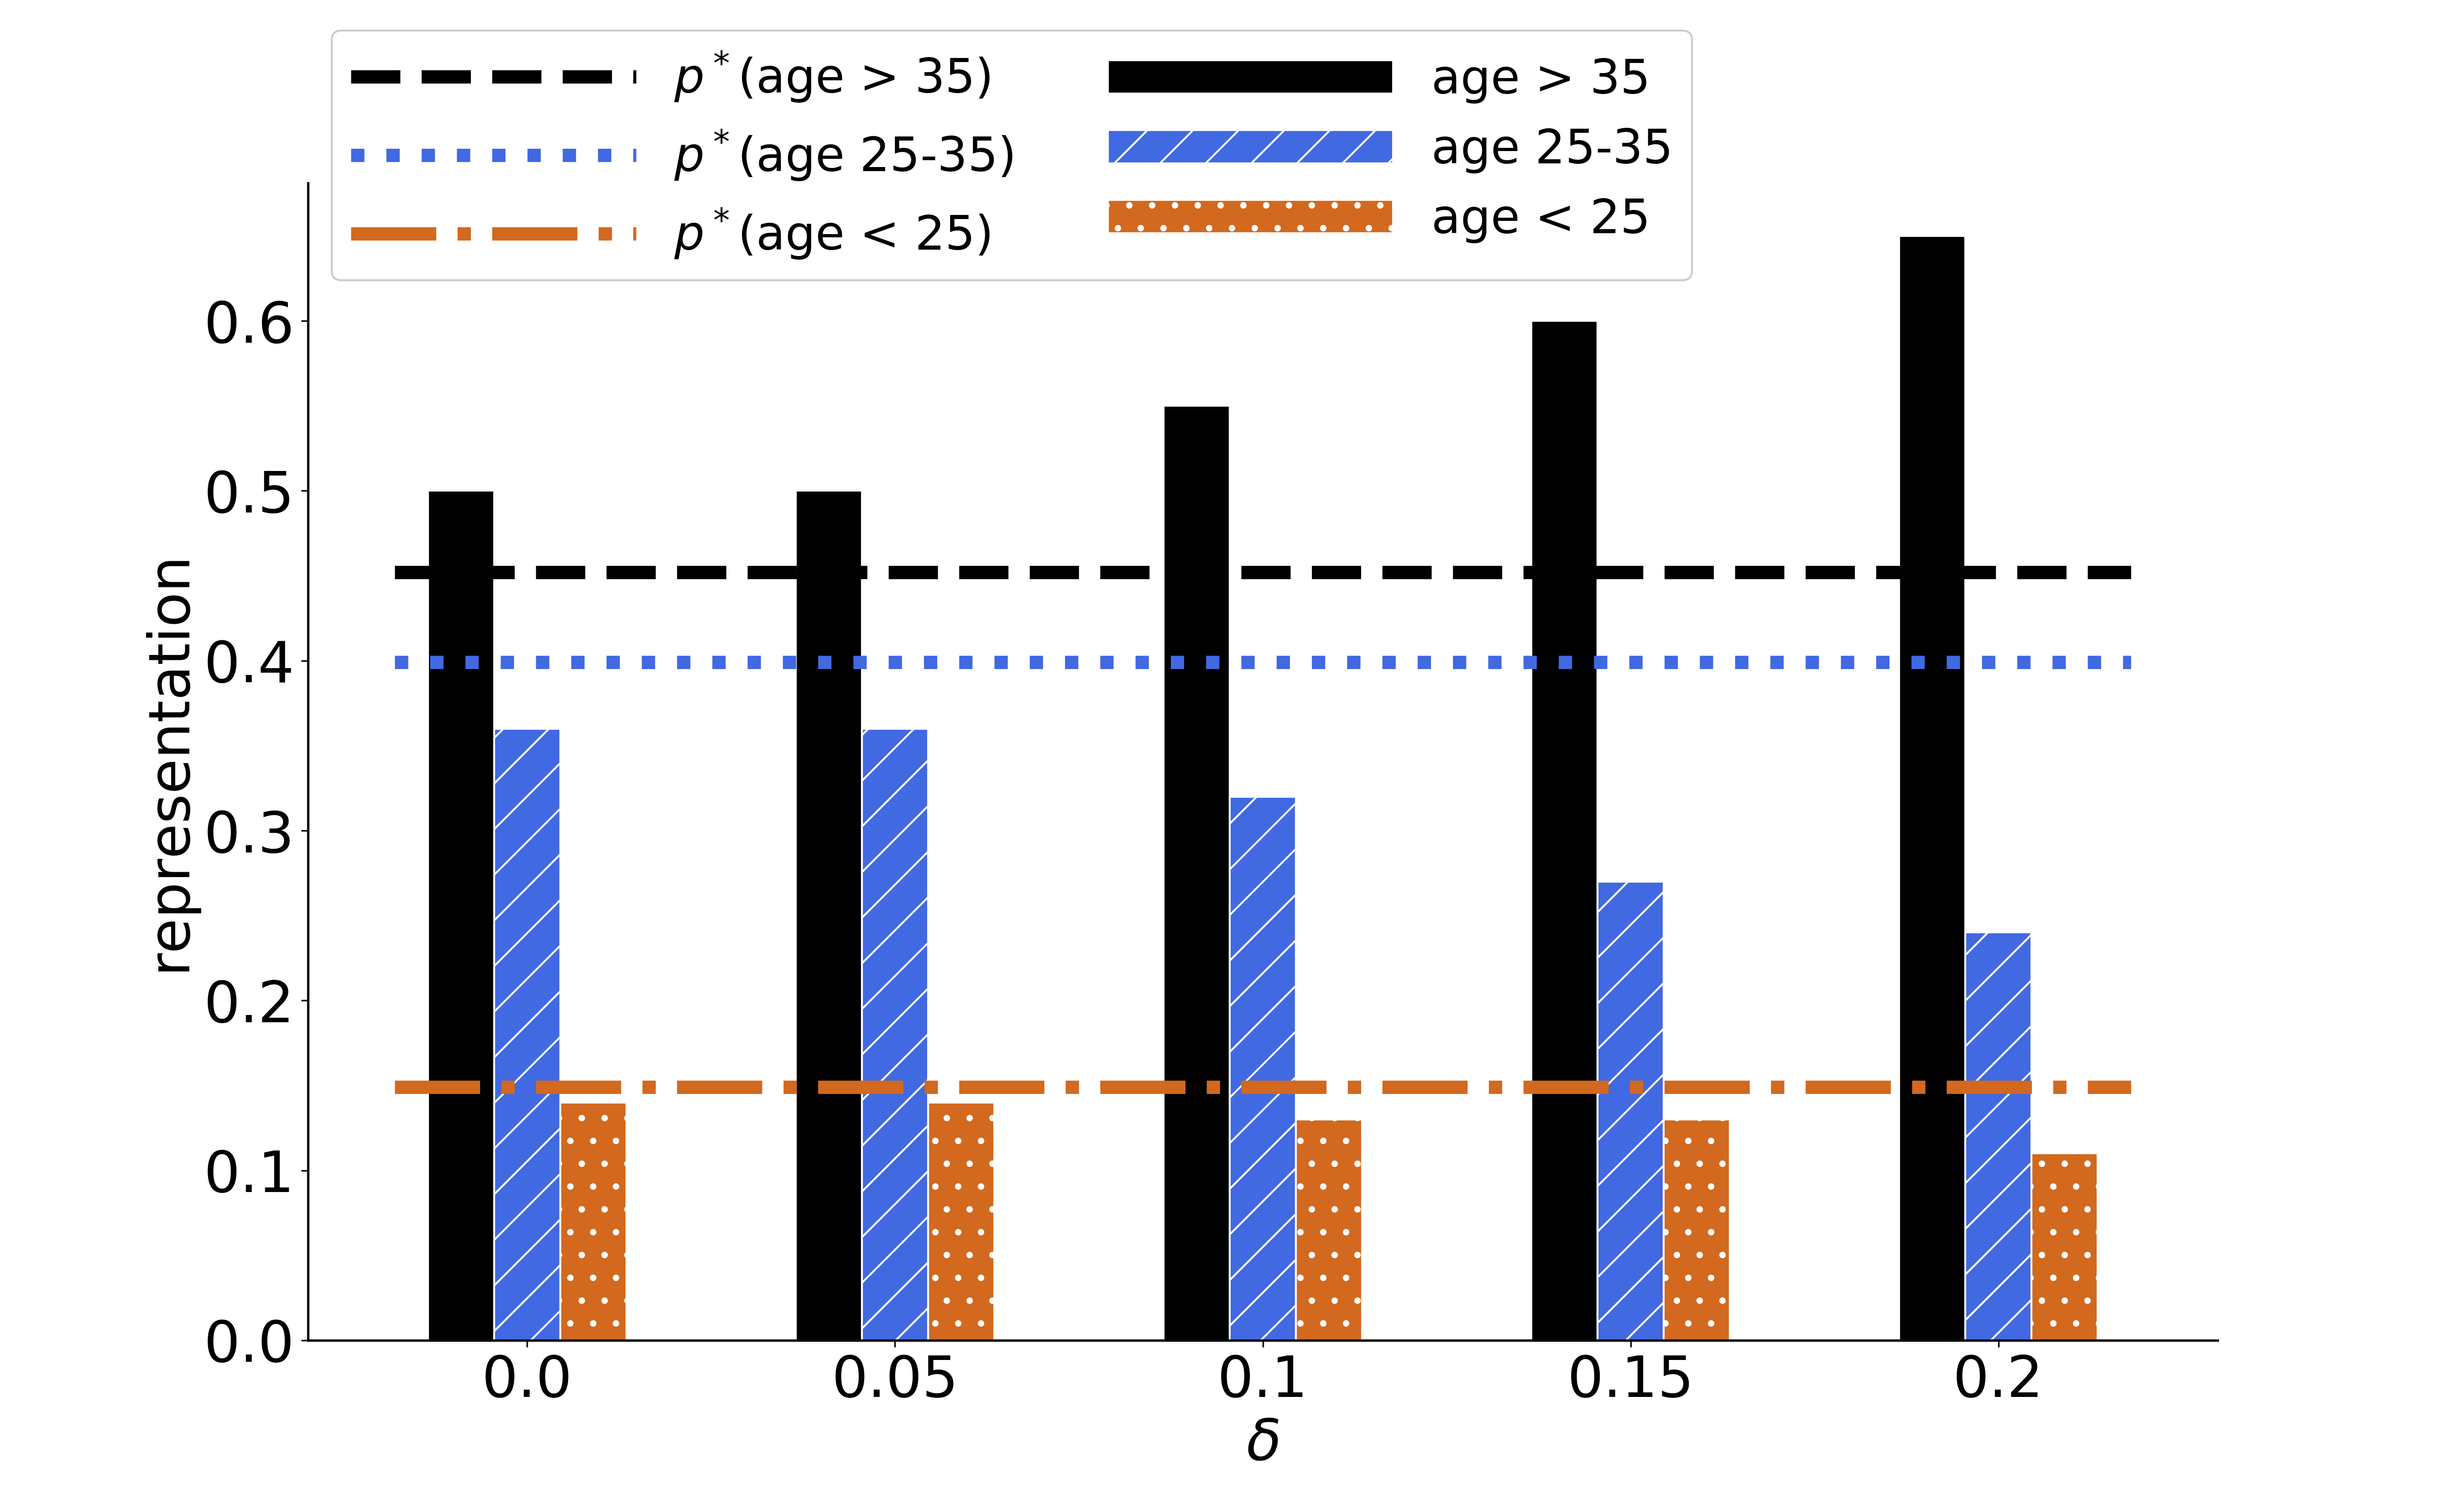 p*(age > 35)
p*(age 25-35)
p*(age < 25)
age > 35
age 25-35
age < 25
representation
0.6
0.5
0.4
0.3
0.2
0.1
0.0
0.0 0.05 0.1 0.15 0.2
δ